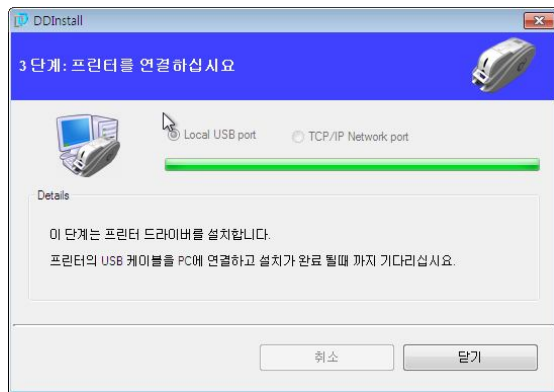 DDInstall
3 단계: 프린터를 연결하십시요
Local USB port
TCP/IP Network port
Details
이 단계는 프린터 드라이버를 설치합니다.
프린터의 USB 케이블을 PC에 연결하고 설치가 완료 될때 까지 기다리십시요.
취소
닫기